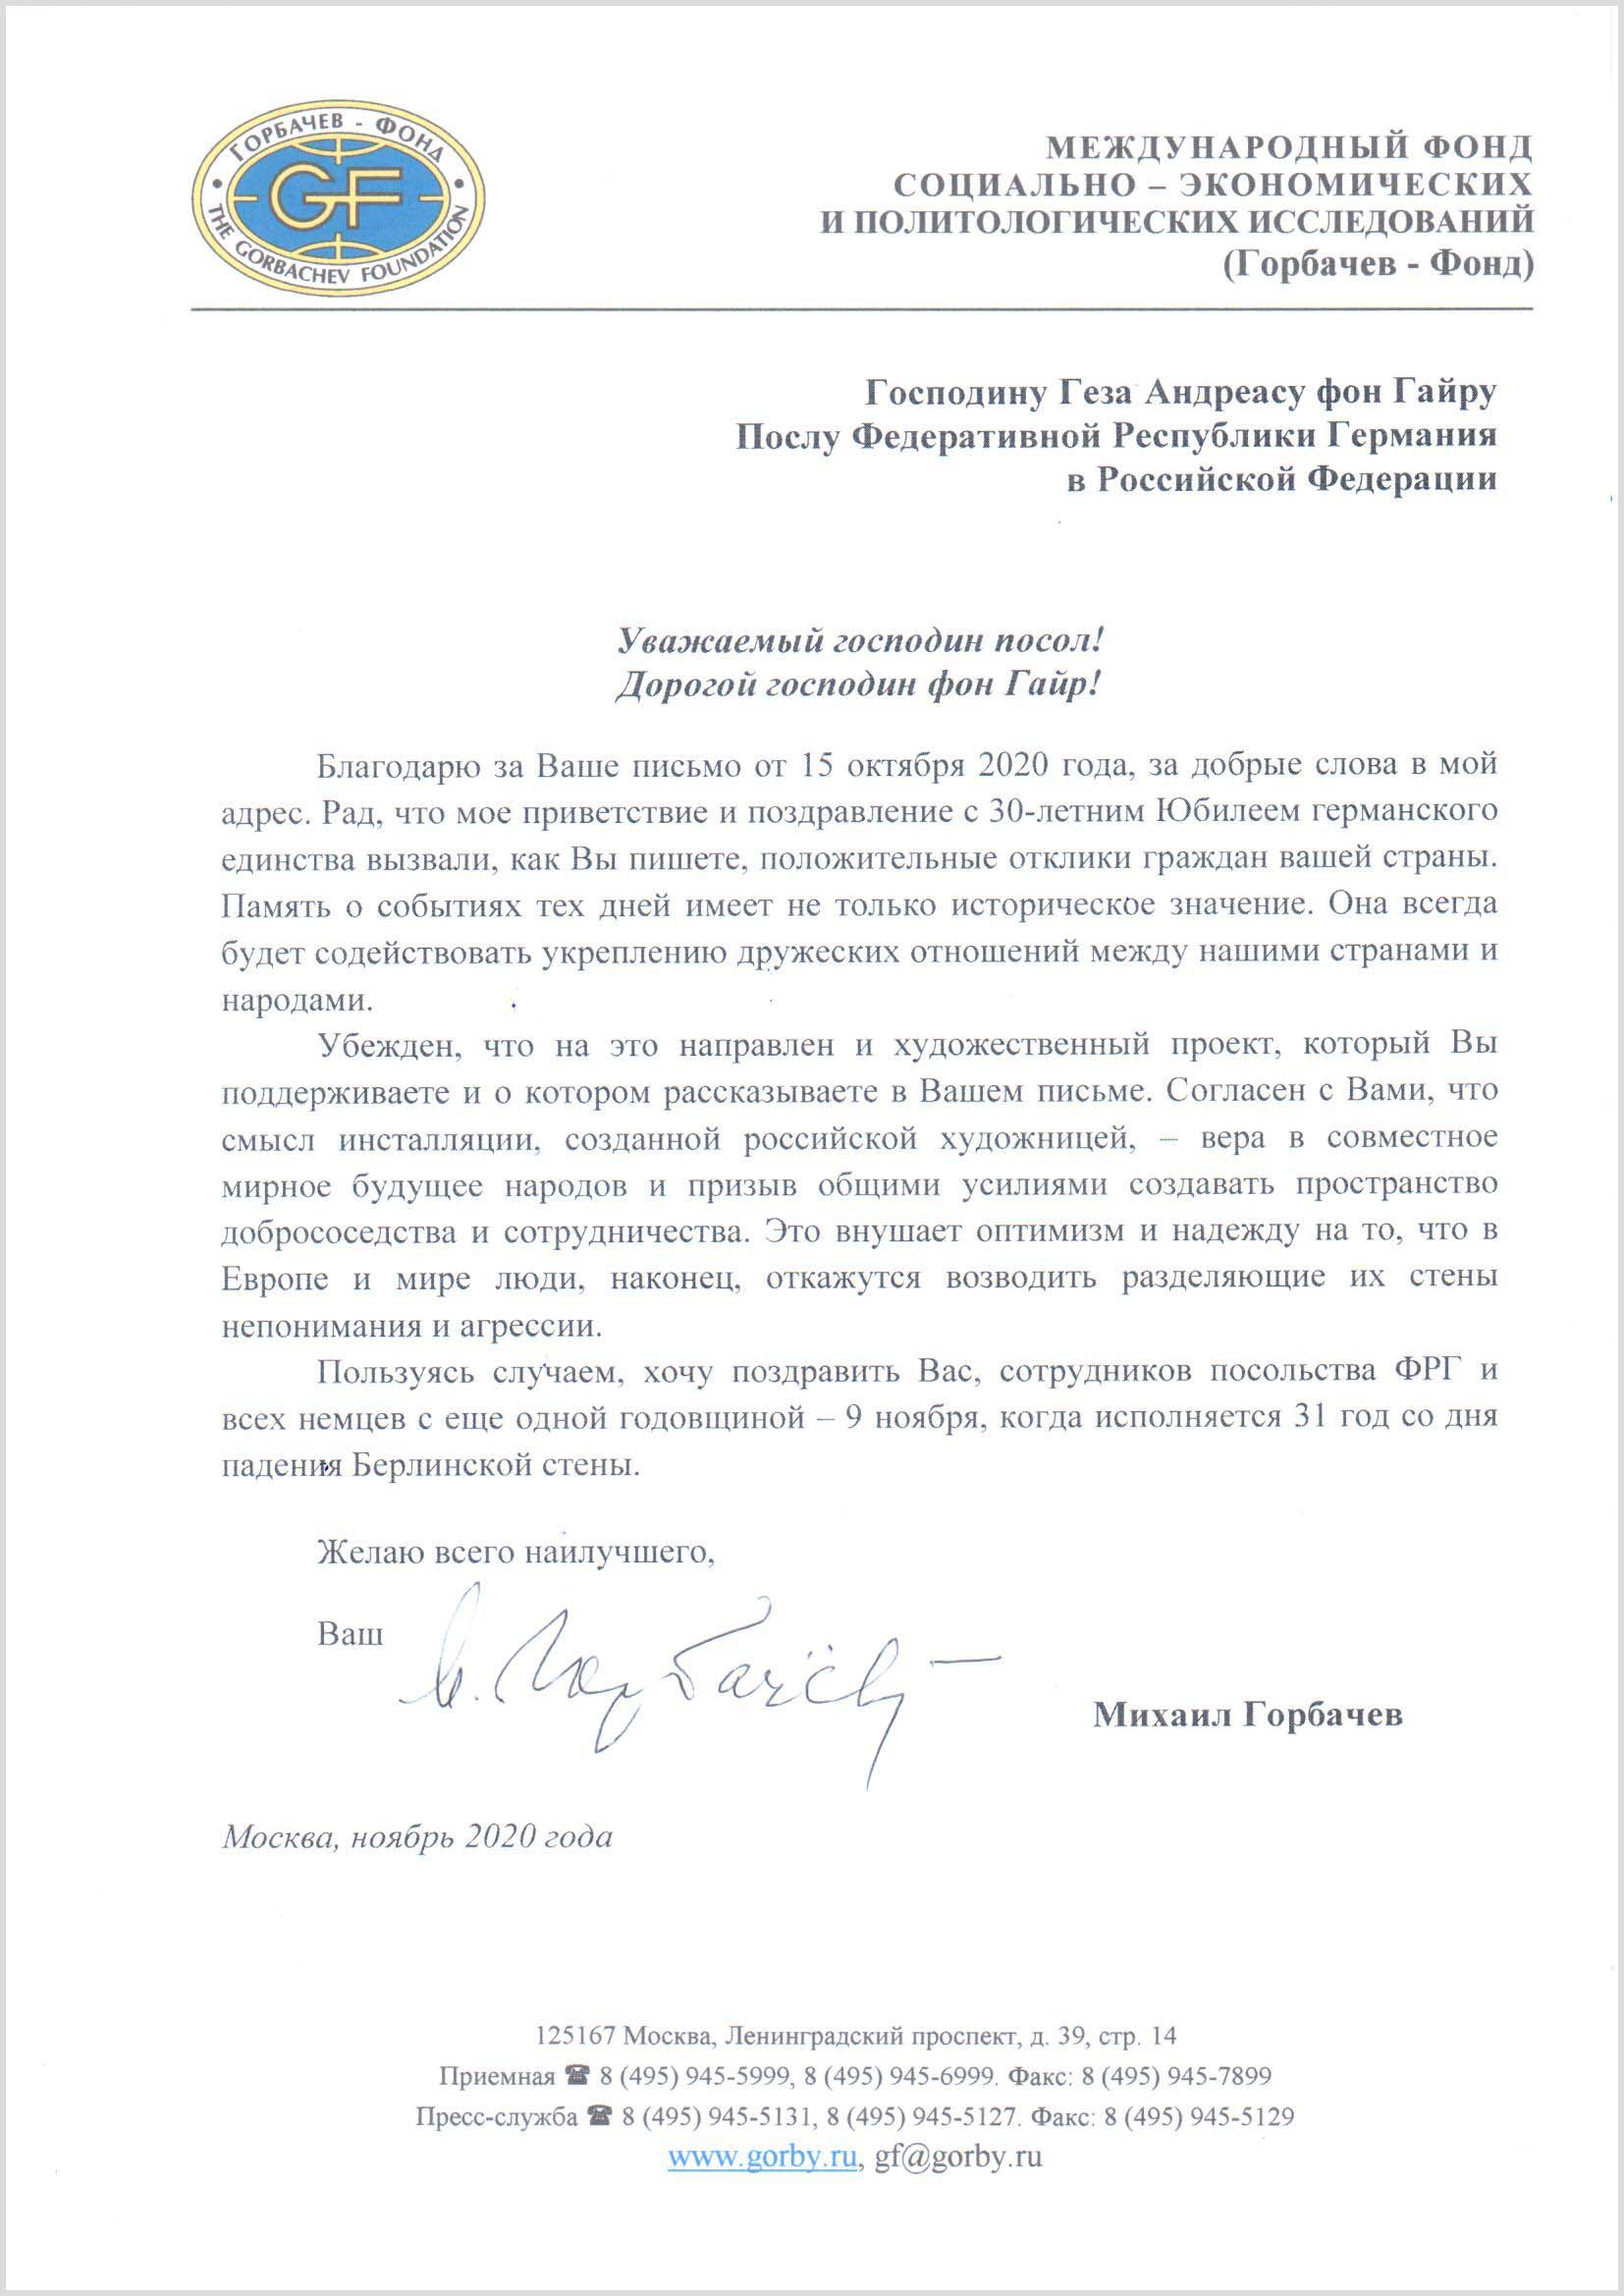 ГОРБАЧЕВ - ФОНД
GF
THE GORBACHEV FOUNDATION
МЕЖДУНАРОДНЫЙ ФОНД
СОЦИАЛЬНО – ЭКОНОМИЧЕСКИХ
И ПОЛИТОЛОГИЧЕСКИХ ИССЛЕДОВАНИЙ
(Горбачев - Фонд)
Господину Геза Андреасу фон Гайру
Послу Федеративной Республики Германия
в Российской Федерации
Уважаемый господин посол!
Дорогой господин фон Гайр!
Благодарю за Ваше письмо от 15 октября 2020 года, за добрые слова в мой
адрес. Рад, что мое приветствие и поздравление с 30-летним Юбилеем германского
единства вызвали, как Вы пишете, положительные отклики граждан вашей страны.
Память о событиях тех дней имеет не только историческое значение. Она всегда
будет содействовать укреплению дружеских отношений между нашими странами и
народами.
Убежден, что на это направлен и художественный проект, который Вы
поддерживаете и о котором рассказываете в Вашем письме. Согласен с Вами, что
смысл инсталляции, созданной российской художницей, – вера в совместное
мирное будущее народов и призыв общими усилиями создавать пространство
добрососедства и сотрудничества. Это внушает оптимизм и надежду на то, что в
Европе и мире люди, наконец, откажутся возводить разделяющие их стены
непонимания и агрессии.
Пользуясь случаем, хочу поздравить Вас, сотрудников посольства ФРГ и
всех немцев с еще одной годовщиной – 9 ноября, когда исполняется 31 год со дня
падения Берлинской стены.
Желаю всего наилучшего,
Ваш
М. Горбачёв
Михаил Горбачев
Москва, ноябрь 2020 года
125167 Москва, Ленинградский проспект, д. 39, стр. 14
Приемная ☎ 8 (495) 945-5999, 8 (495) 945-6999. Факс: 8 (495) 945-7899
Пресс-служба ☎ 8 (495) 945-5131, 8 (495) 945-5127. Факс: 8 (495) 945-5129
www.gorby.ru, gf@gorby.ru